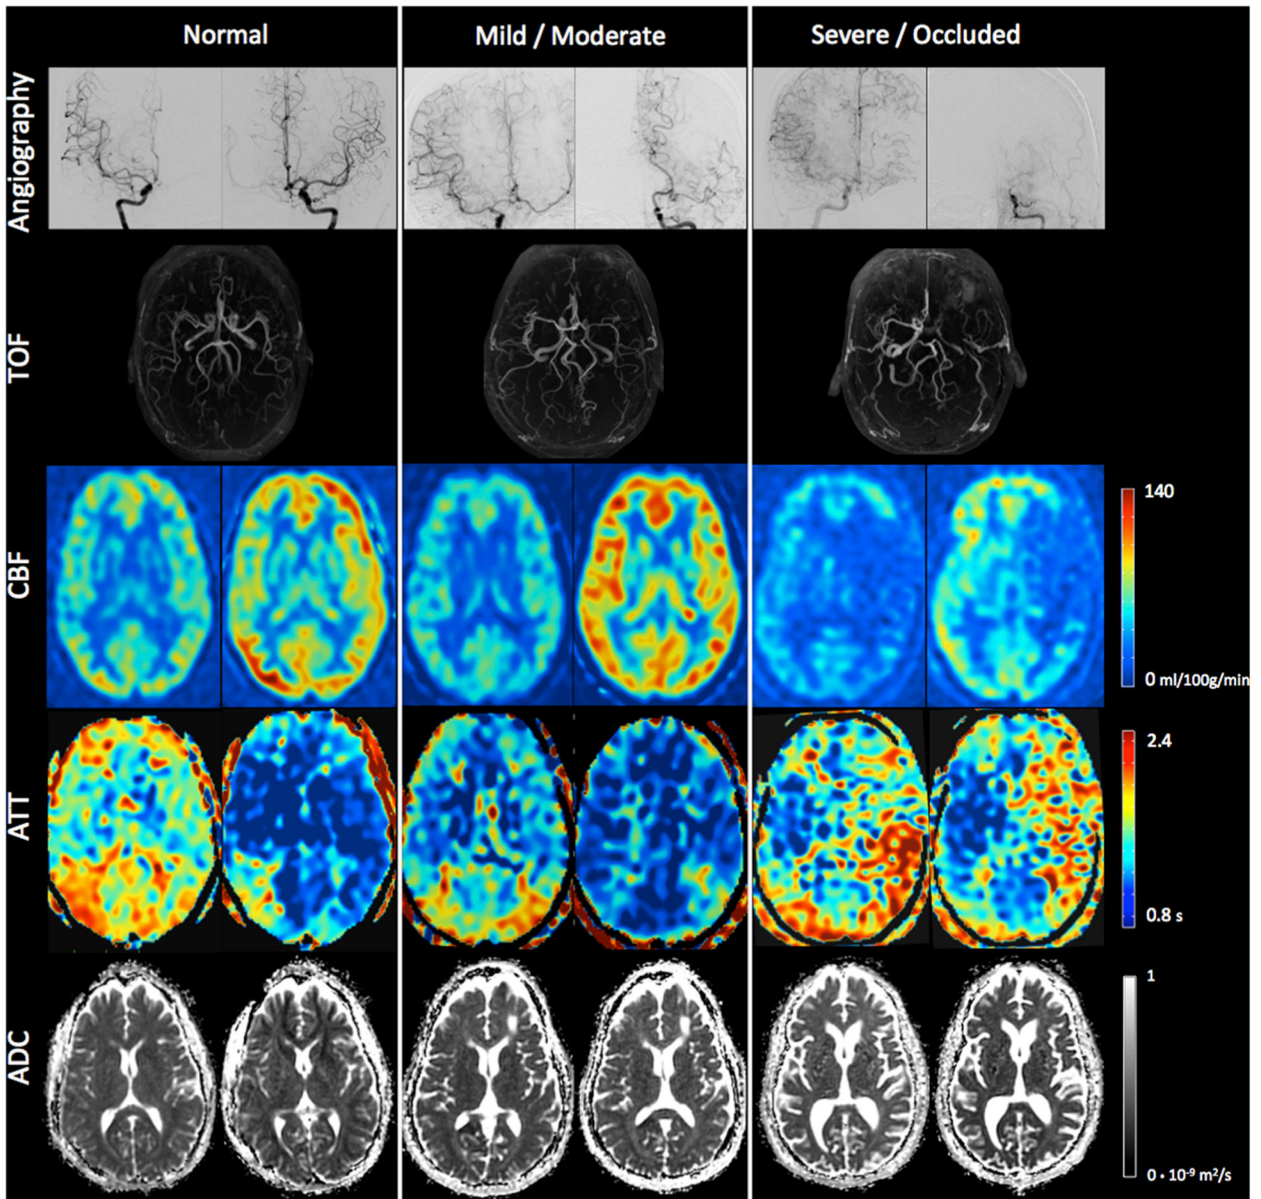 Normal
Mild / Moderate
Severe / Occluded
Angiography
TOF
CBF
140
0 ml/100g/min
ATT
2.4
0.8 s
ADC
1
0 • 10⁻⁹ m²/s